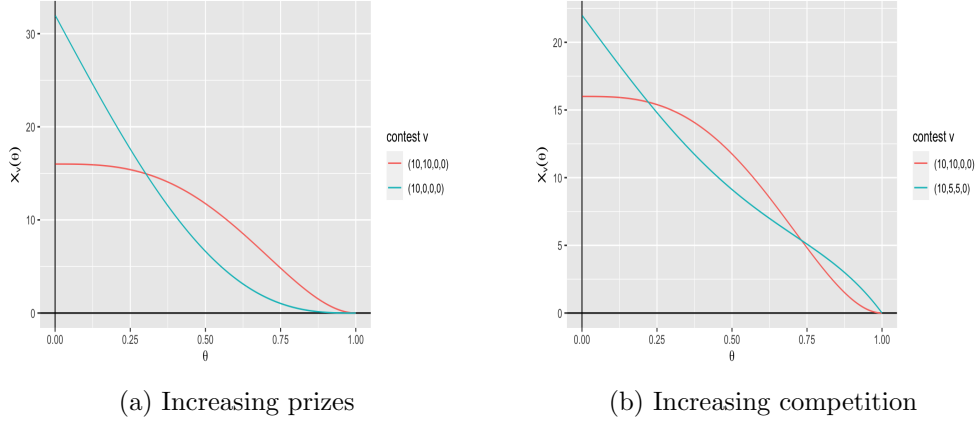 30
20
10
0
X_v(θ)
0.00 0.25 0.50 0.75 1.00
θ
contest v
(10,10,0,0)
(10,0,0,0)
(a) Increasing prizes
20
15
10
5
0
X_v(θ)
0.00 0.25 0.50 0.75 1.00
θ
contest v
(10,10,0,0)
(10,5,5,0)
(b) Increasing competition